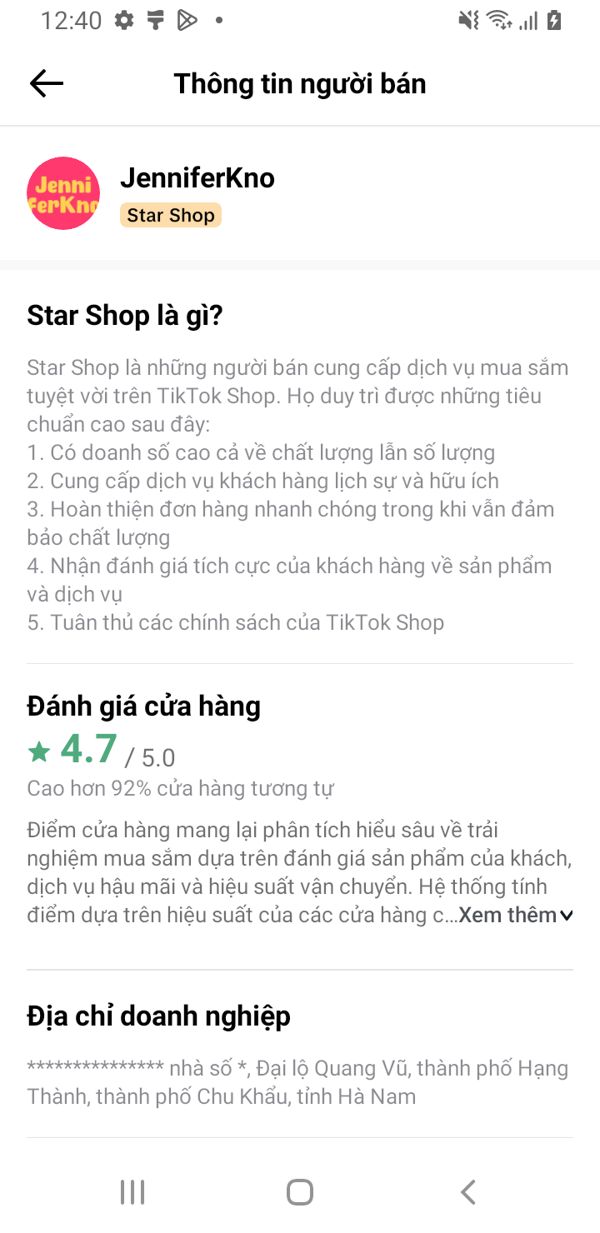 12:40
Thông tin người bán
Jenni
FerKno
JenniferKno
Star Shop
Star Shop là gì?
Star Shop là những người bán cung cấp dịch vụ mua sắm
tuyệt vời trên TikTok Shop. Họ duy trì được những tiêu
chuẩn cao sau đây:
1. Có doanh số cao cả về chất lượng lẫn số lượng
2. Cung cấp dịch vụ khách hàng lịch sự và hữu ích
3. Hoàn thiện đơn hàng nhanh chóng trong khi vẫn đảm
bảo chất lượng
4. Nhận đánh giá tích cực của khách hàng về sản phẩm
và dịch vụ
5. Tuân thủ các chính sách của TikTok Shop
Đánh giá cửa hàng
4.7 / 5.0
Cao hơn 92% cửa hàng tương tự
Điểm cửa hàng mang lại phân tích hiểu sâu về trải
nghiệm mua sắm dựa trên đánh giá sản phẩm của khách,
dịch vụ hậu mãi và hiệu suất vận chuyển. Hệ thống tính
điểm dựa trên hiệu suất của các cửa hàng c...Xem thêm
Địa chỉ doanh nghiệp
*************** nhà số *, Đại lộ Quang Vũ, thành phố Hạng
Thành, thành phố Chu Khẩu, tỉnh Hà Nam